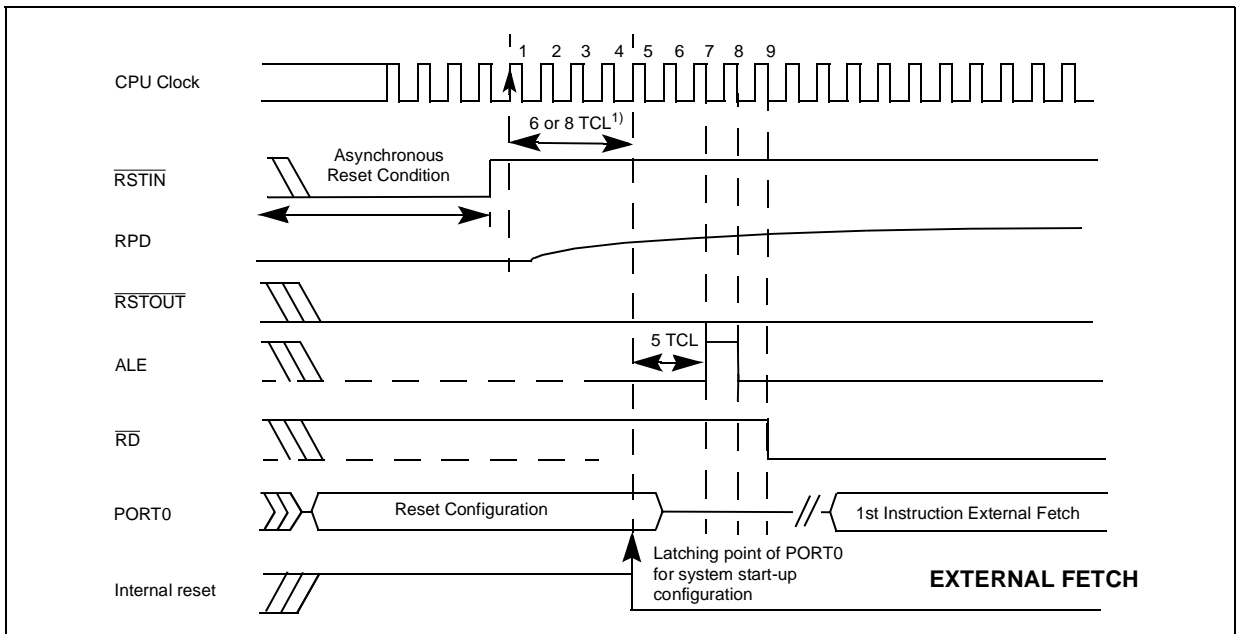 1 2 3 4 5 6 7 8 9
CPU Clock
6 or 8 TCL1)
Asynchronous
Reset Condition
RSTIN
RPD
RSTOUT
5 TCL
ALE
RD
PORT0
Reset Configuration
1st Instruction External Fetch
Latching point of PORT0
for system start-up
configuration
EXTERNAL FETCH
Internal reset